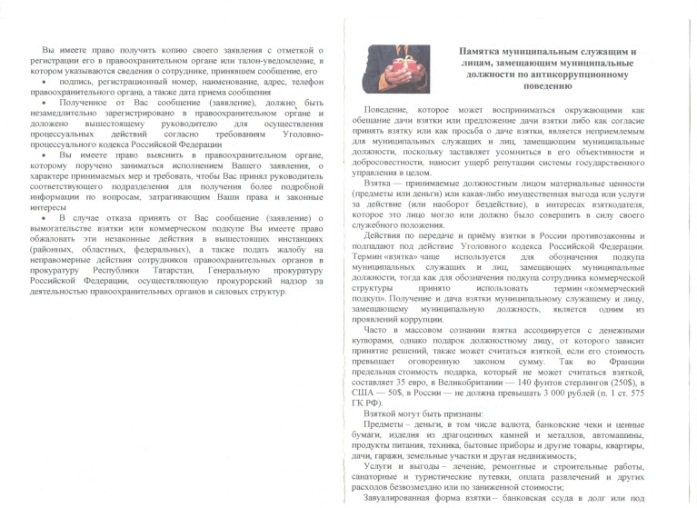 Вы имеете право получить копию своего заявления с отметкой о
регистрации его в правоохранительном органе или талон-уведомление, в
котором указываются сведения о сотруднике, принявшем сообщение, его
• подпись, регистрационный номер, наименование, адрес, телефон
правоохранительного органа, а также дата приема сообщения
• Полученное от Вас сообщение (заявление), должно быть
незамедлительно зарегистрировано в правоохранительном органе и
доложено вышестоящему руководителю для осуществления
процессуальных действий согласно требованиям Уголовно-
процессуального кодекса Российской Федерации
• Вы имеете право выяснить в правоохранительном органе,
которому поручено заниматься исполнением Вашего заявления, о
характере принимаемых мер и требовать, чтобы Вас принял руководитель
соответствующего подразделения для получения более подробной
информации по вопросам, затрагивающим Ваши права и законные
интересы
• В случае отказа принять от Вас сообщение (заявление) о
вымогательстве взятки или коммерческом подкупе Вы имеете право
обжаловать эти незаконные действия в вышестоящих инстанциях
(районных, областных, федеральных), а также подать жалобу на
неправомерные действия сотрудников правоохранительных органов в
прокуратуру Республики Татарстан, Генеральную прокуратуру
Российской Федерации, осуществляющую прокурорский надзор за
деятельностью правоохранительных органов и силовых структур.
Памятка муниципальным служащим и
лицам, замещающим муниципальные
должности по антикоррупционному
поведению
Поведение, которое может восприниматься окружающими как
обещание дачи взятки или предложение дачи взятки либо как согласие
принять взятку или как просьба о даче взятки, является неприемлемым
для муниципальных служащих и лиц, замещающим муниципальные
должности, поскольку заставляет усомниться в его объективности и
добросовестности, наносит ущерб репутации системы государственного
управления в целом.
Взятка — принимаемые должностным лицом материальные ценности
(предметы или деньги) или какая-либо имущественная выгода или услуги
за действие (или наоборот бездействие), в интересах взяткодателя,
которое это лицо могло или должно было совершить в силу своего
служебного положения.
Действия по передаче и приёму взятки в России противозаконны и
подпадают под действие Уголовного кодекса Российской Федерации.
Термин «взятка» чаще используется для обозначения подкупа
муниципальных служащих и лиц, замещающих муниципальные
должности, тогда как для обозначения подкупа сотрудника коммерческой
структуры принято использовать термин «коммерческий
подкуп». Получение и дача взятки муниципальному служащему и лицу,
замещающему муниципальную должность, является одним из
проявлений коррупции.
Часто в массовом сознании взятка ассоциируется с денежными
купюрами, однако подарок должностному лицу, от которого зависит
принятие решений, также может считаться взяткой, если его стоимость
превышает оговоренную законом сумму. Так во Франции
предельная стоимость подарка, который не может считаться взяткой,
составляет 35 евро, в Великобритании — 140 фунтов стерлингов (250$), в
США — 50$, в России — не должна превышать 3 000 рублей (п. 1 ст. 575
ГК РФ).
Взяткой могут быть признаны:
Предметы – деньги, в том числе валюта, банковские чеки и ценные
бумаги, изделия из драгоценных камней и металлов, автомашины,
продукты питания, техника, бытовые приборы и другие товары, квартиры,
дачи, гаражи, земельные участки и другая недвижимость;
Услуги и выгоды – лечение, ремонтные и строительные работы,
санаторные и туристические путевки, оплата развлечений и других
расходов безвозмездно или по заниженной стоимости;
Завуалированная форма взятки – банковская ссуда в долг или под